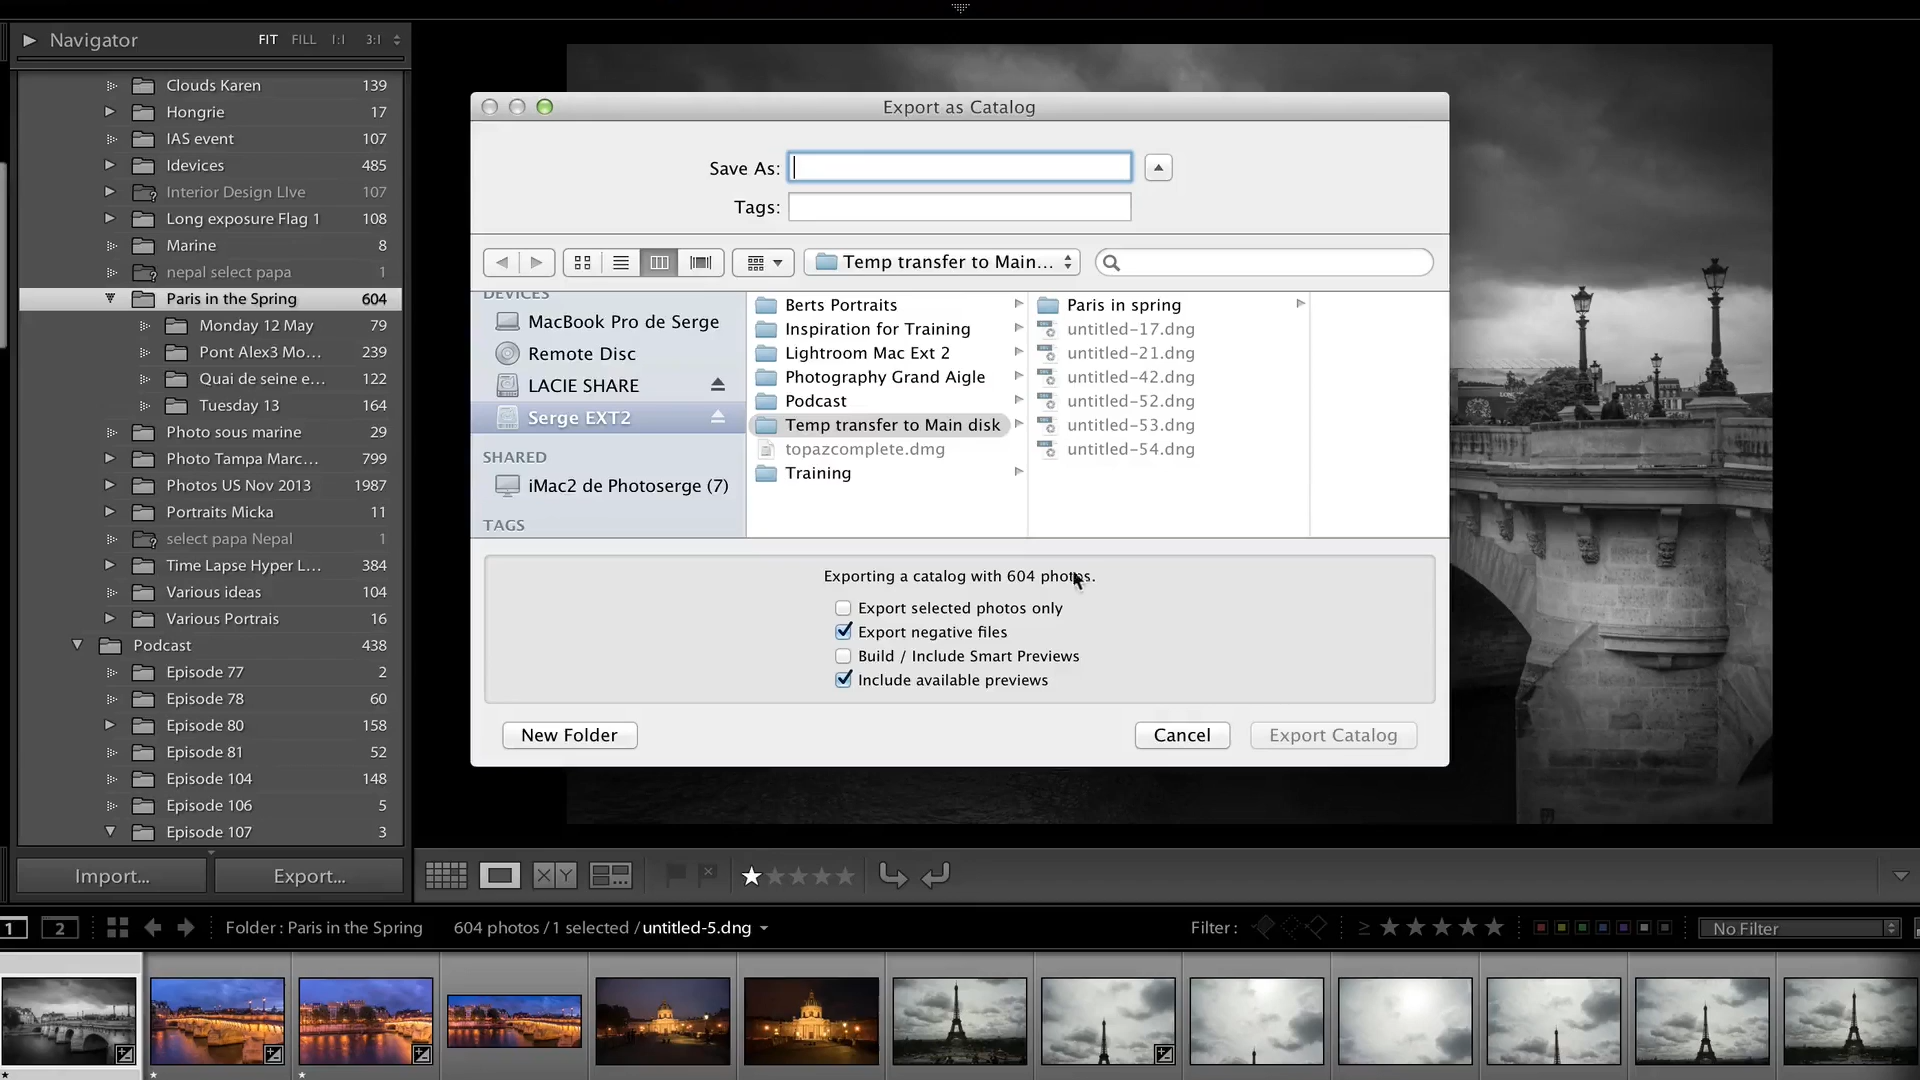 Navigator FIT FILL 1:1 3:1
Clouds Karen 139
Hongrie 17
IAS event 107
Idevices 485
Interior Design LIve 107
Long exposure Flag 1 108
Marine 8
nepal select papa 1
Paris in the Spring 604
Monday 12 May 79
Pont Alex3 Mo... 239
Quai de seine e... 122
Tuesday 13 164
Photo sous marine 29
Photo Tampa Marc... 799
Photos US Nov 2013 1987
Portraits Micka 11
select papa Nepal 1
Time Lapse Hyper L... 384
Various ideas 104
Various Portrais 16
Podcast 438
Episode 77 2
Episode 78 60
Episode 80 158
Episode 81 52
Episode 104 148
Episode 106 5
Episode 107 3
Import... Export...
Export as Catalog
Save As:
Tags:
Temp transfer to Main...
DEVICES
MacBook Pro de Serge
Remote Disc
LACIE SHARE
Serge EXT2
SHARED
iMac2 de Photoserge (7)
TAGS
Berts Portraits
Inspiration for Training
Lightroom Mac Ext 2
Photography Grand Aigle
Podcast
Temp transfer to Main disk
topazcomplete.dmg
Training
Paris in spring
untitled-17.dng
untitled-21.dng
untitled-42.dng
untitled-52.dng
untitled-53.dng
untitled-54.dng
Exporting a catalog with 604 photos.
Export selected photos only
Export negative files
Build / Include Smart Previews
Include available previews
New Folder Cancel Export Catalog
X Y
1 2 Folder : Paris in the Spring 604 photos / 1 selected / untitled-5.dng Filter : ≥ No Filter